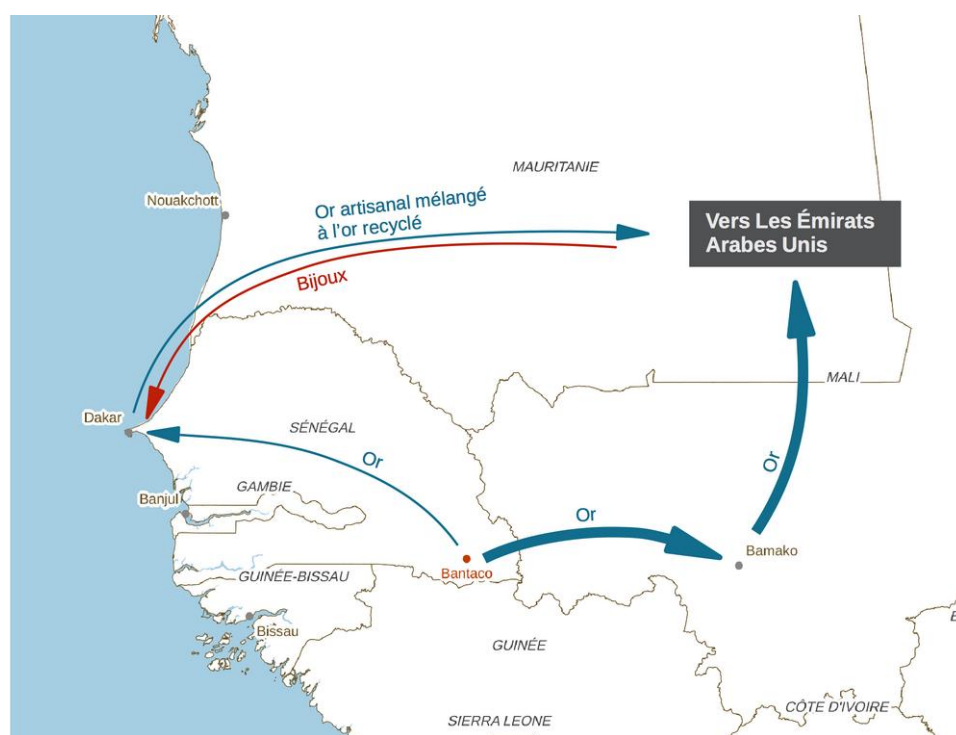 MAURITANIE
Nouakchott
Or artisanal mélangé
à l'or recyclé
Vers Les Émirats
Arabes Unis
Bijoux
MALI
Dakar
SÉNÉGAL
Or
Or
GAMBIE
Banjul
Or
Bamako
Bantaco
GUINÉE-BISSAU
Bissau
GUINÉE
CÔTE D'IVOIRE
SIERRA LEONE